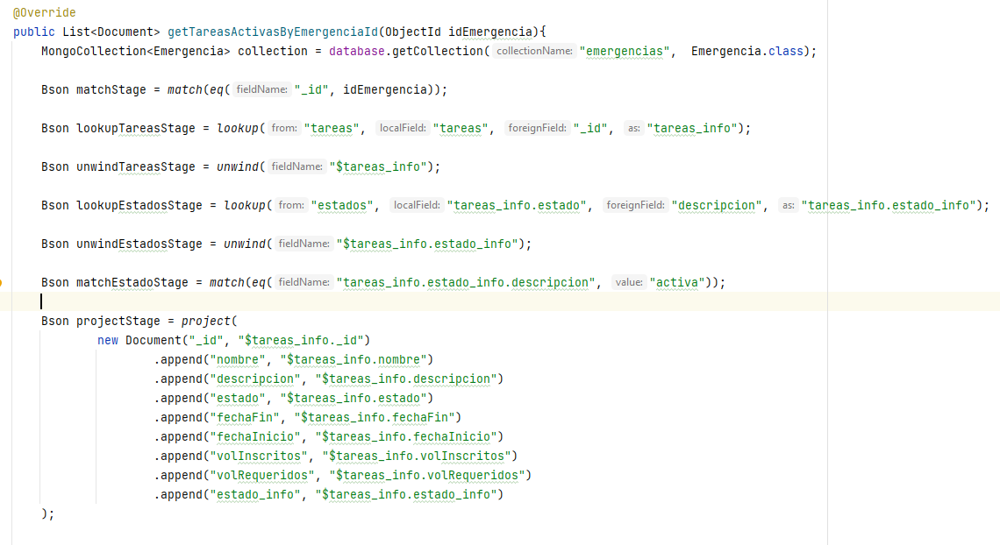 @Override
public List<Document> getTareasActivasByEmergenciaId(ObjectId idEmergencia){
MongoCollection<Emergencia> collection = database.getCollection( collectionName: "emergencias",  Emergencia.class);
Bson matchStage = match(eq( fieldName: "_id", idEmergencia));
Bson lookupTareasStage = lookup( from: "tareas", localField: "tareas", foreignField: "_id", as: "tareas_info");
Bson unwindTareasStage = unwind( fieldName: "$tareas_info");
Bson lookupEstadosStage = lookup( from: "estados", localField: "tareas_info.estado", foreignField: "descripcion", as: "tareas_info.estado_info");
Bson unwindEstadosStage = unwind( fieldName: "$tareas_info.estado_info");
Bson matchEstadoStage = match(eq( fieldName: "tareas_info.estado_info.descripcion", value: "activa"));
Bson projectStage = project(
new Document("_id", "$tareas_info._id")
.append("nombre", "$tareas_info.nombre")
.append("descripcion", "$tareas_info.descripcion")
.append("estado", "$tareas_info.estado")
.append("fechaFin", "$tareas_info.fechaFin")
.append("fechaInicio", "$tareas_info.fechaInicio")
.append("volInscritos", "$tareas_info.volInscritos")
.append("volRequeridos", "$tareas_info.volRequeridos")
.append("estado_info", "$tareas_info.estado_info")
);